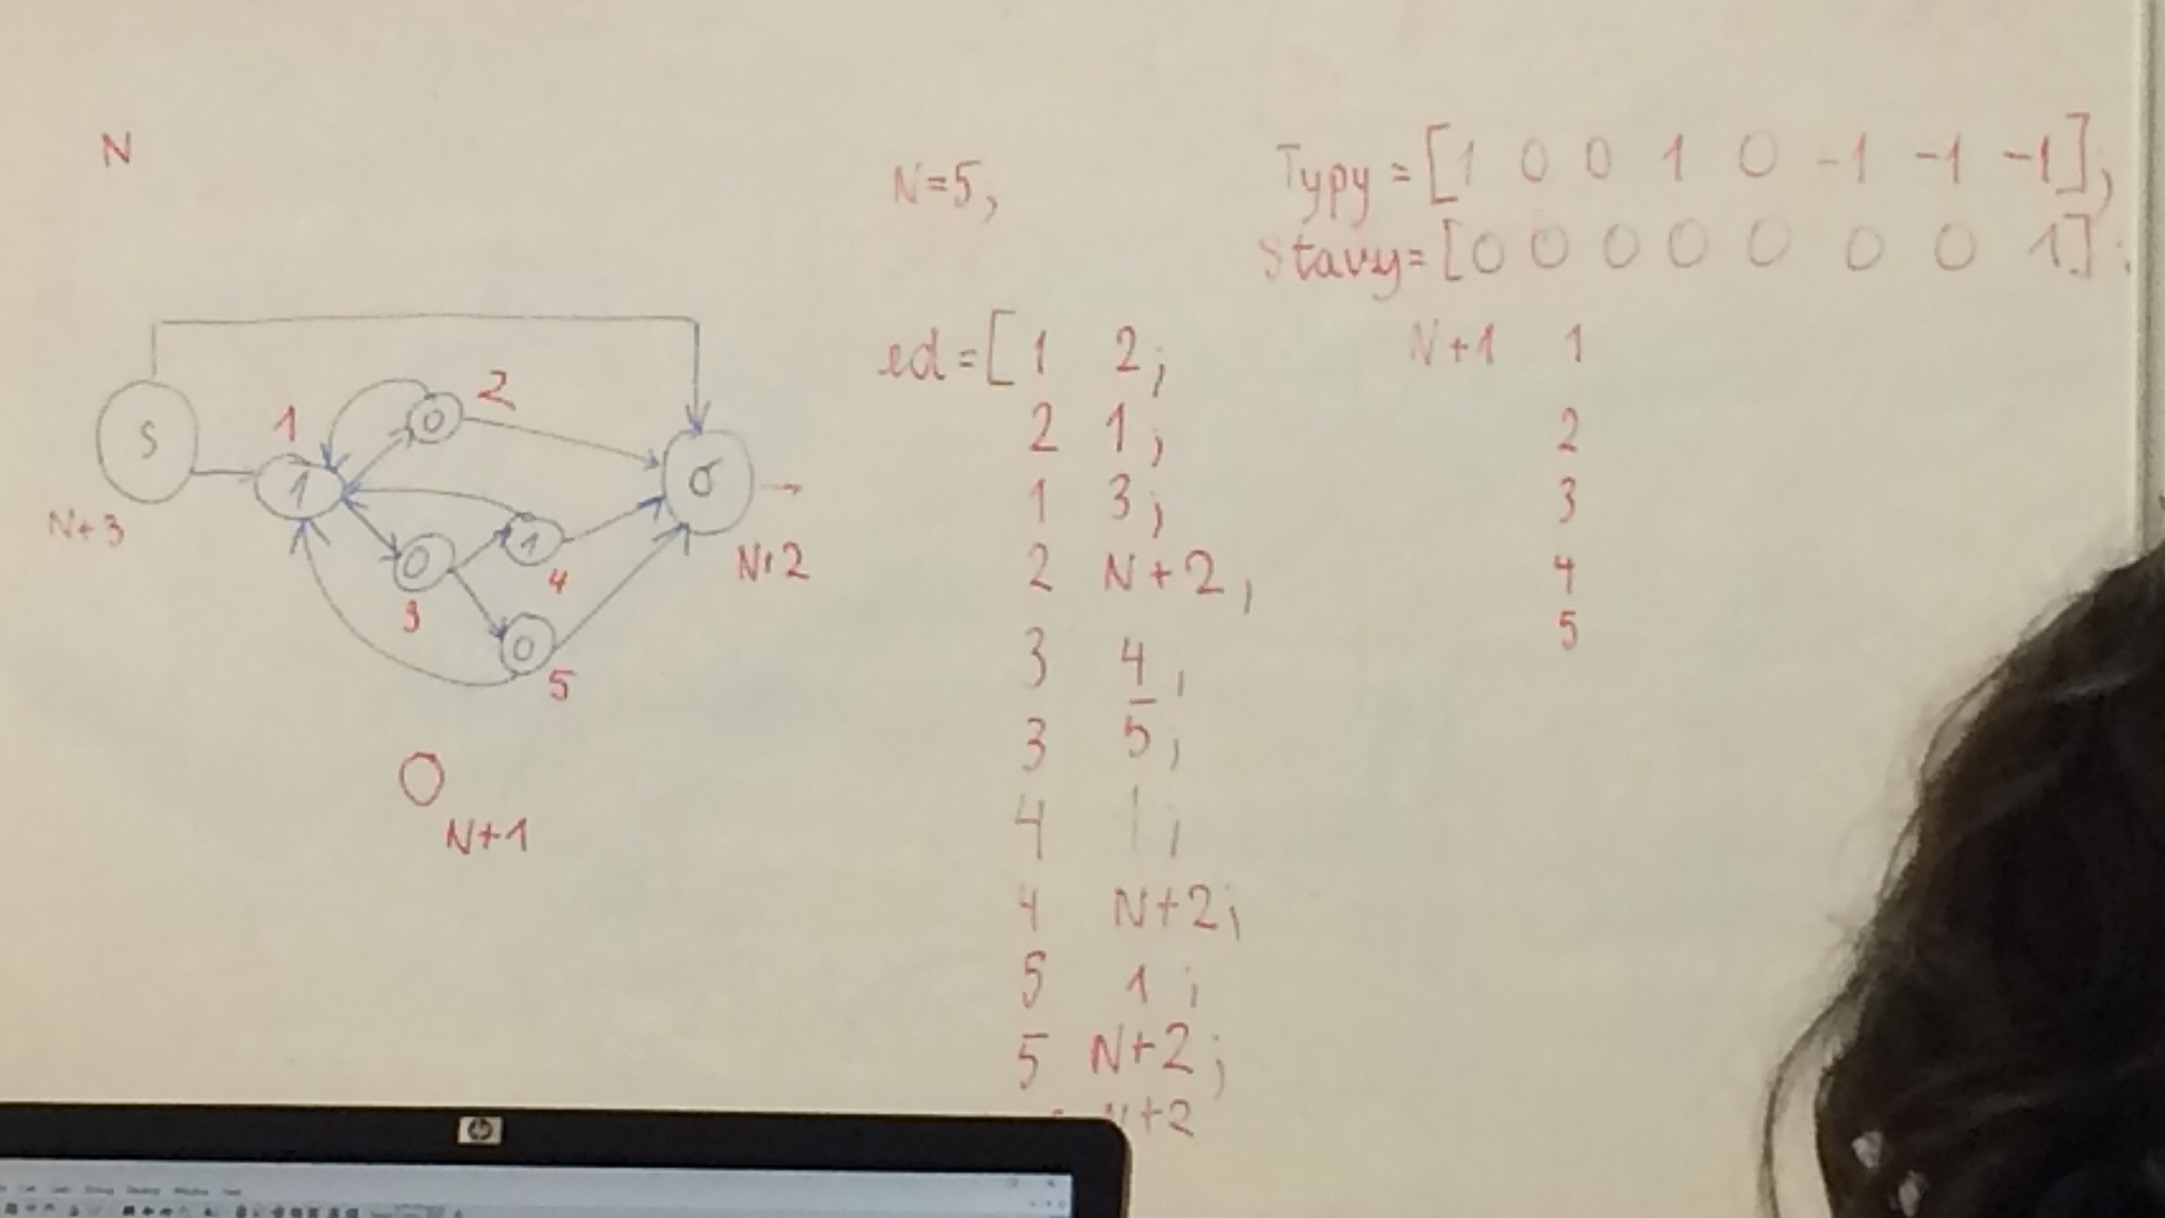 N
N=5,
Typy = [1 0 0 1 0 -1 -1 -1];
Stavy = [0 0 0 0 0 0 0 1];
ed = [1 2;
2 1;
1 3;
2 N+2;
3 4;
3 5;
4 1;
4 N+2;
5 1;
5 N+2;
N+2
N+1 1
2
3
4
5
S
N+3
1
1
0
2
0
3
1
4
0
5
σ
N+2
N+1
hp